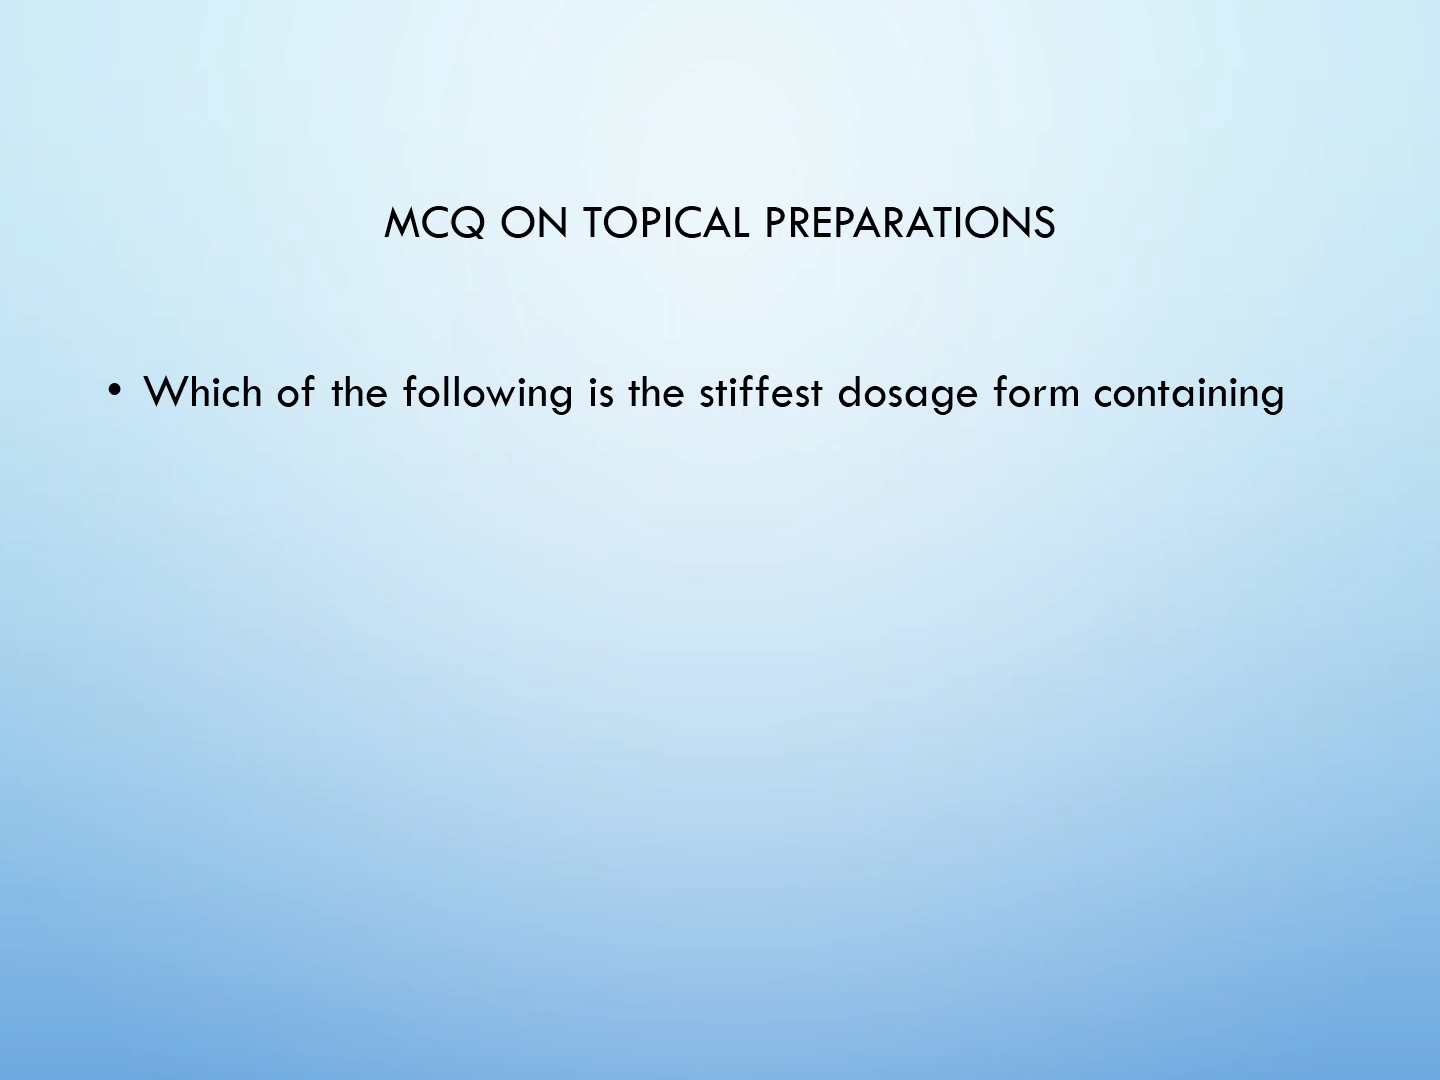 MCQ ON TOPICAL PREPARATIONS
• Which of the following is the stiffest dosage form containing